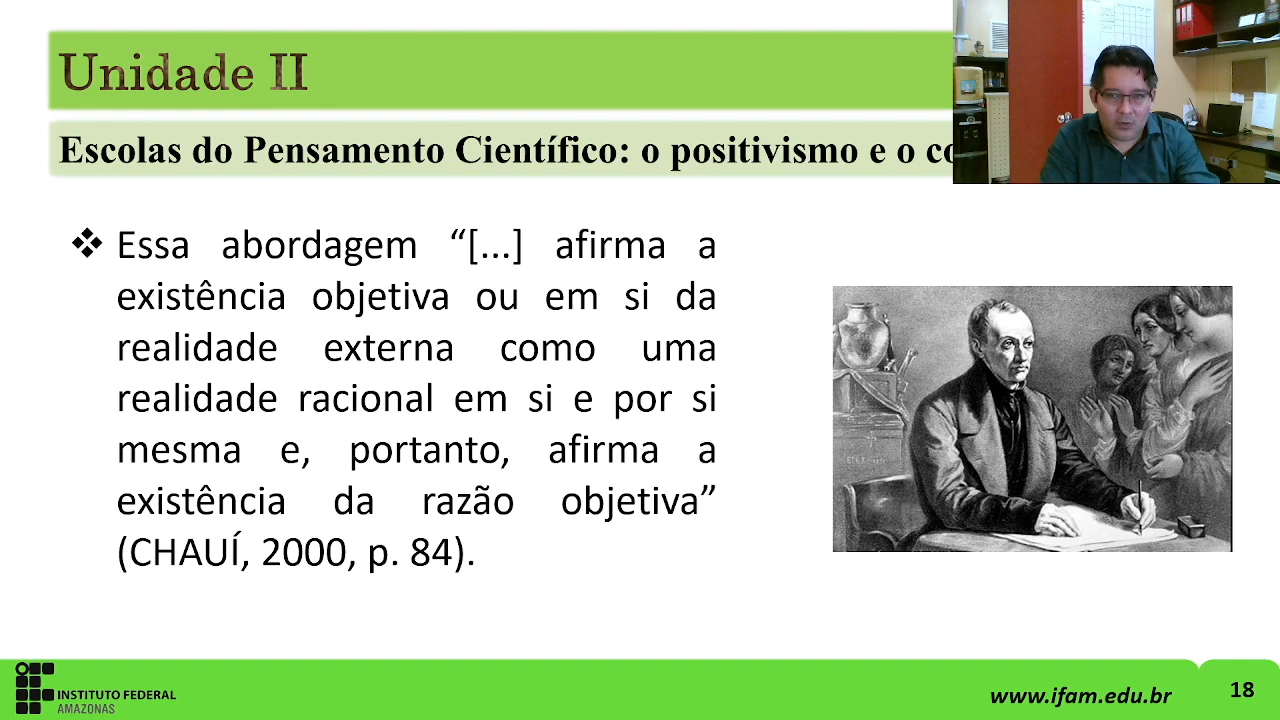 Unidade II
Escolas do Pensamento Científico: o positivismo e o
❖ Essa abordagem “[...] afirma a
existência objetiva ou em si da
realidade externa como uma
realidade racional em si e por si
mesma e, portanto, afirma a
existência da razão objetiva”
(CHAUÍ, 2000, p. 84).
INSTITUTO FEDERAL
AMAZONAS
www.ifam.edu.br
18